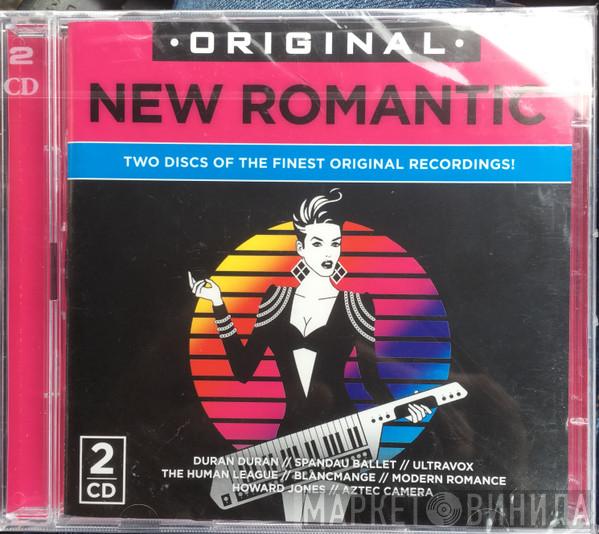 2
CD
• ORIGINAL •
NEW ROMANTIC
TWO DISCS OF THE FINEST ORIGINAL RECORDINGS!
2
CD
DURAN DURAN // SPANDAU BALLET // ULTRAVOX
THE HUMAN LEAGUE // BLANCMANGE // MODERN ROMANCE
HOWARD JONES // AZTEC CAMERA
МАРКЕТ ВИНИЛА